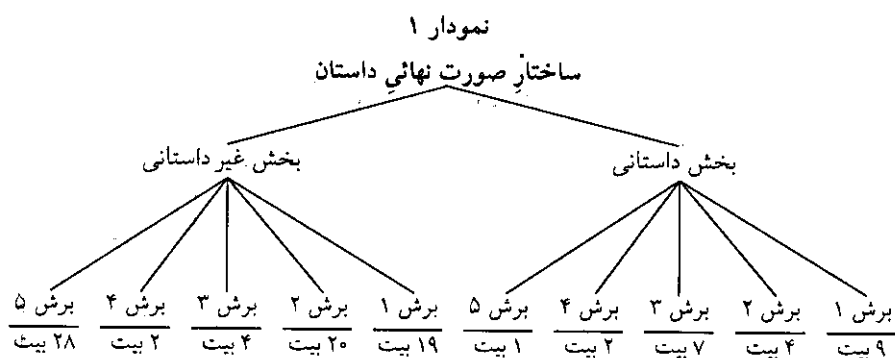 نمودار ۱
ساختارِ صورت نهائیِ داستان
بخش داستانی بخش غیر داستانی
برش ۱ برش ۲ برش ۳ برش ۴ برش ۵ برش ۱ برش ۲ برش ۳ برش ۴ برش ۵
۹ بیت ۴ بیت ۷ بیت ۲ بیت ۱ بیت ۱۹ بیت ۲۰ بیت ۴ بیت ۲ بیت ۲۸ بیت